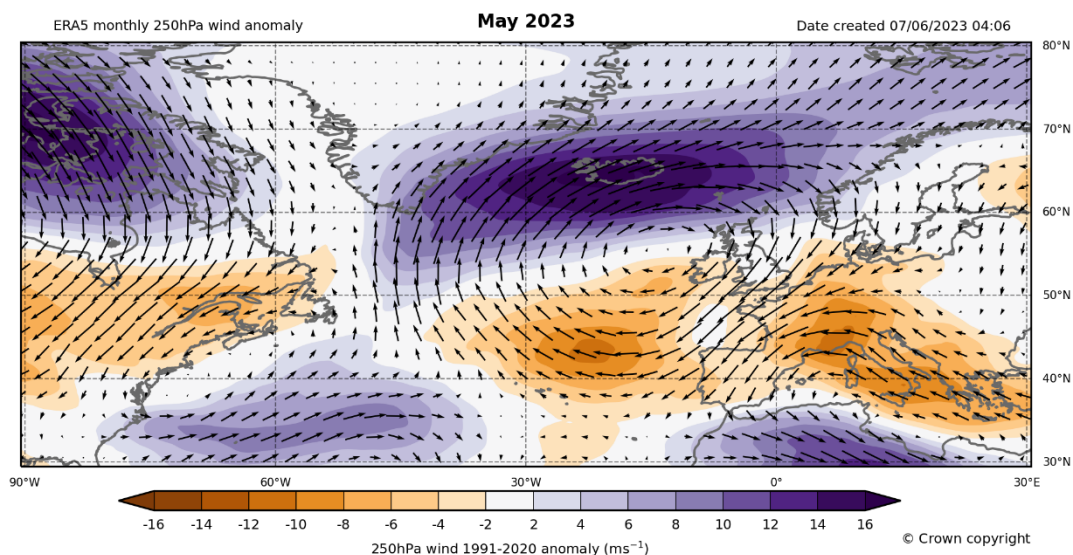 ERA5 monthly 250hPa wind anomaly
May 2023
Date created 07/06/2023 04:06
80°N
70°N
60°N
50°N
40°N
30°N
90°W 60°W 30°W 0° 30°E
-16 -14 -12 -10 -8 -6 -4 -2 2 4 6 8 10 12 14 16
250hPa wind 1991-2020 anomaly (ms⁻¹)
© Crown copyright